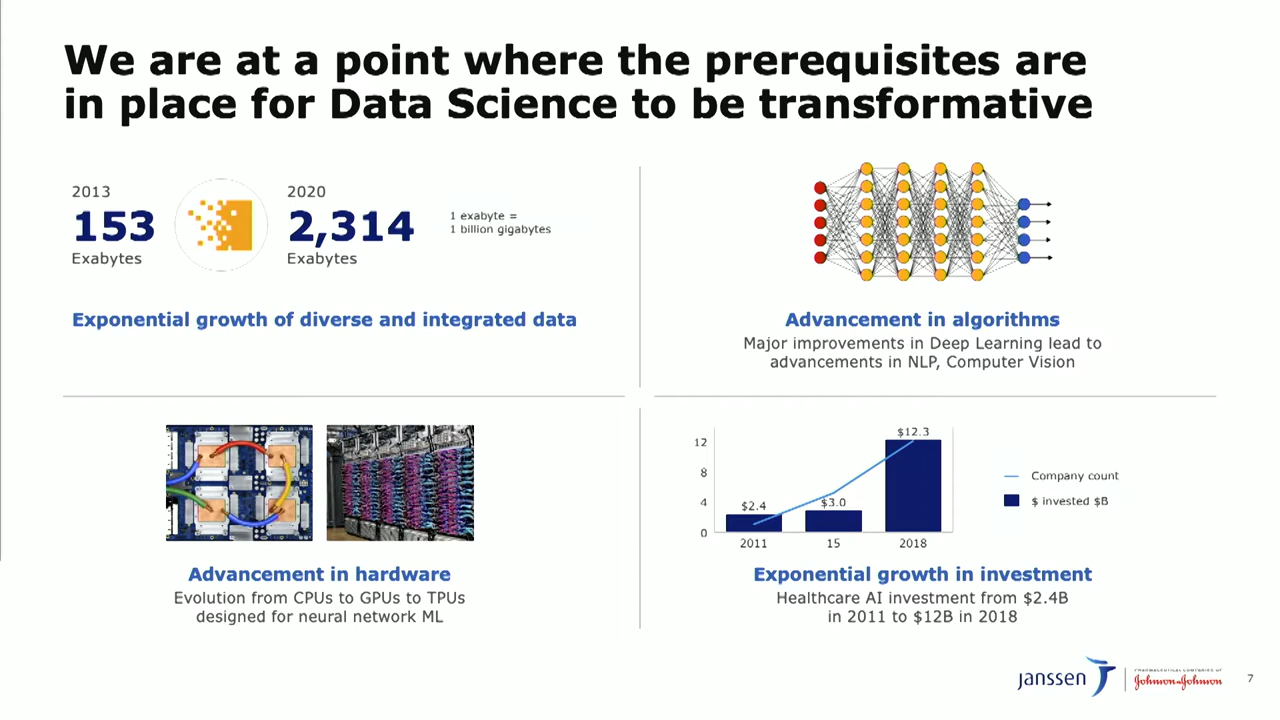 We are at a point where the prerequisites are
in place for Data Science to be transformative
2013
153
Exabytes
2020
2,314
Exabytes
1 exabyte =
1 billion gigabytes
Exponential growth of diverse and integrated data
Advancement in algorithms
Major improvements in Deep Learning lead to
advancements in NLP, Computer Vision
Advancement in hardware
Evolution from CPUs to GPUs to TPUs
designed for neural network ML
12
8
4
0
$2.4
$3.0
$12.3
2011
15
2018
Company count
$ invested $B
Exponential growth in investment
Healthcare AI investment from $2.4B
in 2011 to $12B in 2018
janssen
PHARMACEUTICAL COMPANIES OF
Johnson & Johnson
7